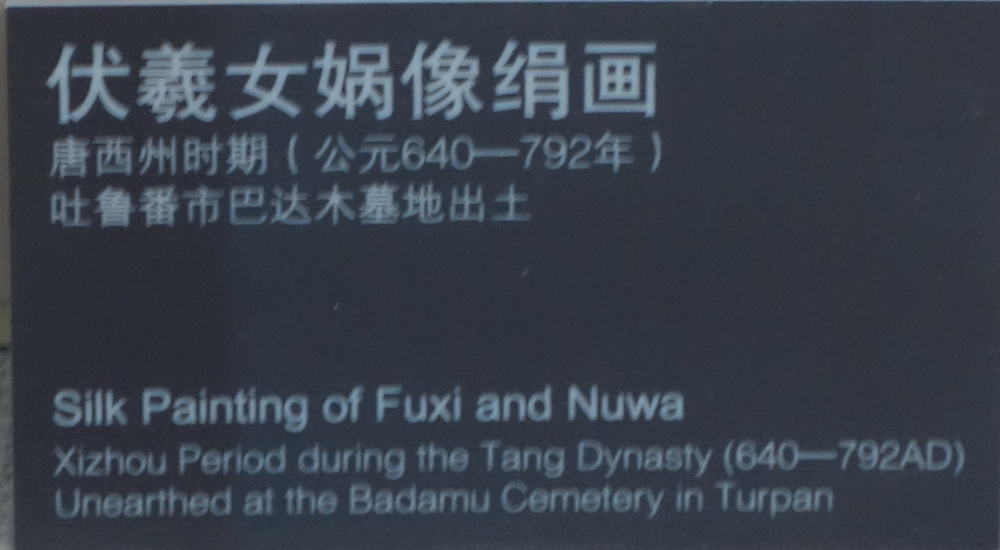 伏羲女娲像绢画
唐西州时期（公元640—792年）
吐鲁番市巴达木墓地出土
Silk Painting of Fuxi and Nuwa
Xizhou Period during the Tang Dynasty (640—792AD)
Unearthed at the Badamu Cemetery in Turpan